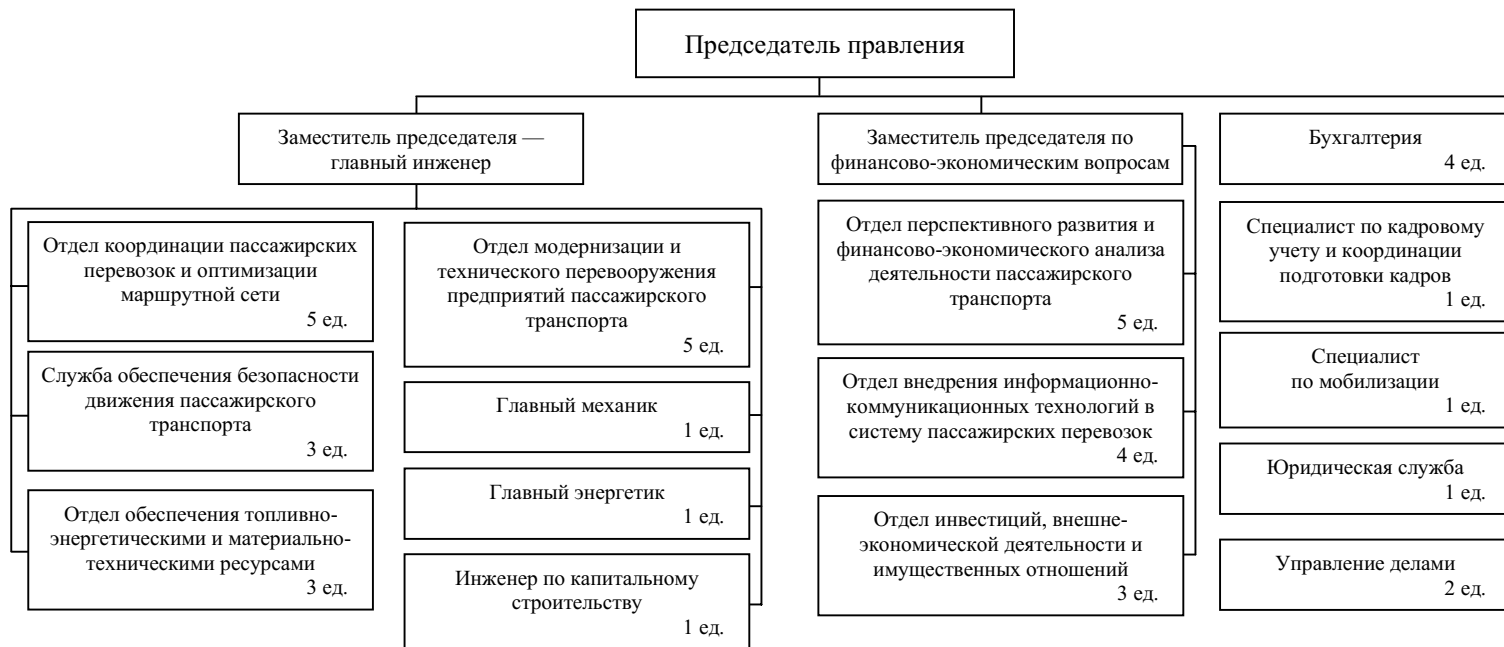 Председатель правления
Заместитель председателя —
главный инженер
Отдел координации пассажирских
перевозок и оптимизации
маршрутной сети
5 ед.
Служба обеспечения безопасности
движения пассажирского
транспорта
3 ед.
Отдел обеспечения топливно-
энергетическими и материально-
техническими ресурсами
3 ед.
Отдел модернизации и
технического перевооружения
предприятий пассажирского
транспорта
5 ед.
Главный механик
1 ед.
Главный энергетик
1 ед.
Инженер по капитальному
строительству
1 ед.
Заместитель председателя по
финансово-экономическим вопросам
Отдел перспективного развития и
финансово-экономического анализа
деятельности пассажирского
транспорта
5 ед.
Отдел внедрения информационно-
коммуникационных технологий в
систему пассажирских перевозок
4 ед.
Отдел инвестиций, внешне-
экономической деятельности и
имущественных отношений
3 ед.
Бухгалтерия
4 ед.
Специалист по кадровому
учету и координации
подготовки кадров
1 ед.
Специалист
по мобилизации
1 ед.
Юридическая служба
1 ед.
Управление делами
2 ед.